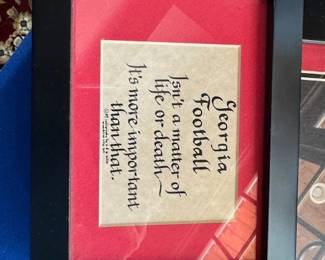 Georgia
Football
Isn't a matter of
life or death~
It's more important
than that.